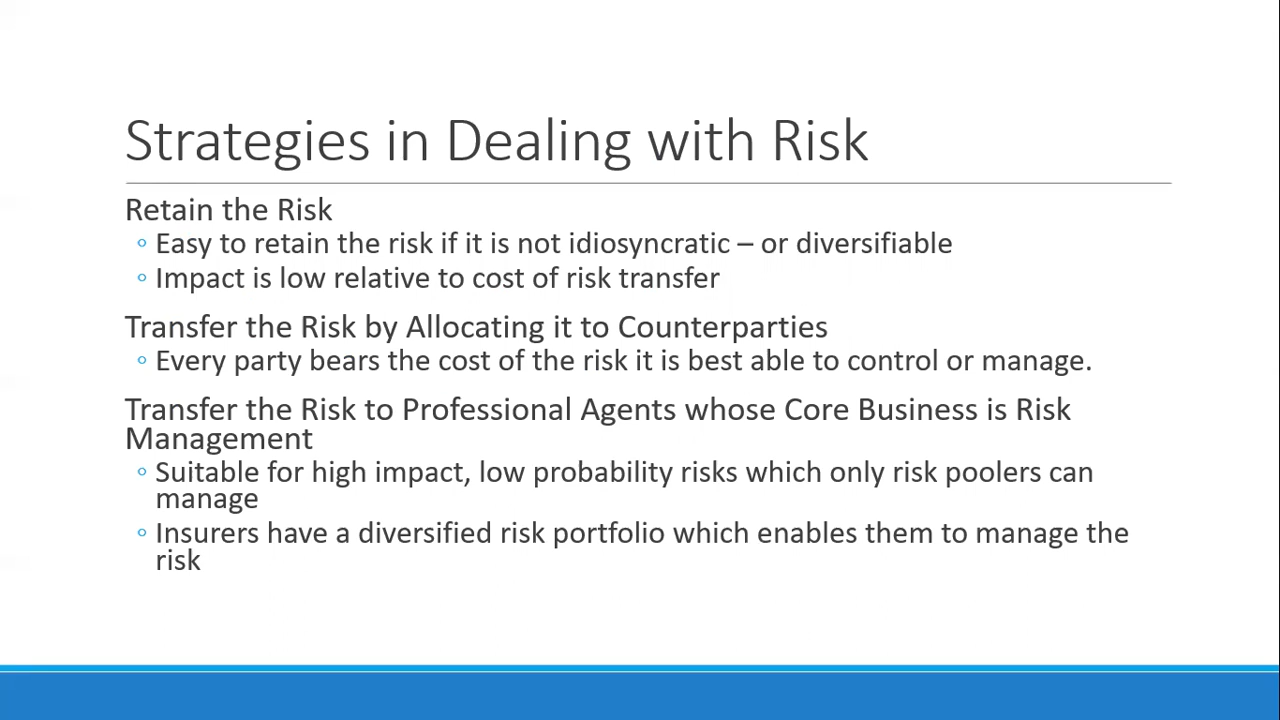 Strategies in Dealing with Risk
Retain the Risk
◦ Easy to retain the risk if it is not idiosyncratic – or diversifiable
◦ Impact is low relative to cost of risk transfer
Transfer the Risk by Allocating it to Counterparties
◦ Every party bears the cost of the risk it is best able to control or manage.
Transfer the Risk to Professional Agents whose Core Business is Risk
Management
◦ Suitable for high impact, low probability risks which only risk poolers can
manage
◦ Insurers have a diversified risk portfolio which enables them to manage the
risk